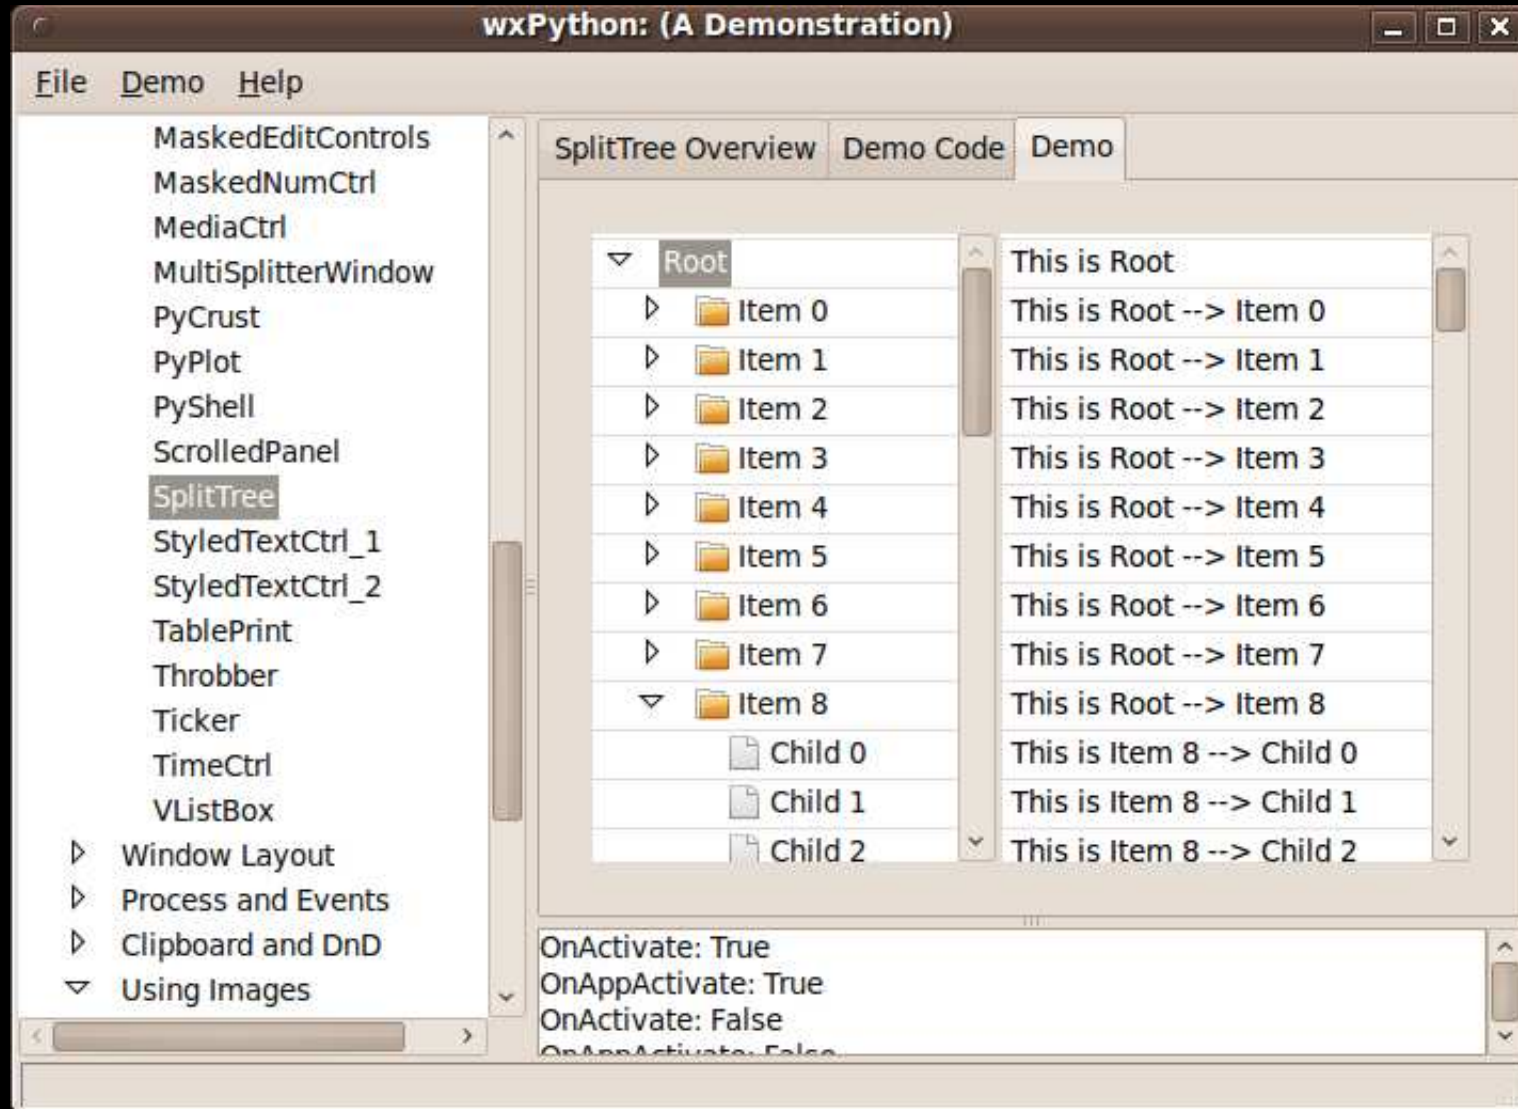 wxPython: (A Demonstration)
File Demo Help
MaskedEditControls
MaskedNumCtrl
MediaCtrl
MultiSplitterWindow
PyCrust
PyPlot
PyShell
ScrolledPanel
SplitTree
StyledTextCtrl_1
StyledTextCtrl_2
TablePrint
Throbber
Ticker
TimeCtrl
VListBox
Window Layout
Process and Events
Clipboard and DnD
Using Images
SplitTree Overview Demo Code Demo
Root This is Root
Item 0 This is Root --> Item 0
Item 1 This is Root --> Item 1
Item 2 This is Root --> Item 2
Item 3 This is Root --> Item 3
Item 4 This is Root --> Item 4
Item 5 This is Root --> Item 5
Item 6 This is Root --> Item 6
Item 7 This is Root --> Item 7
Item 8 This is Root --> Item 8
Child 0 This is Item 8 --> Child 0
Child 1 This is Item 8 --> Child 1
Child 2 This is Item 8 --> Child 2
OnActivate: True
OnAppActivate: True
OnActivate: False
OnAppActivate: False